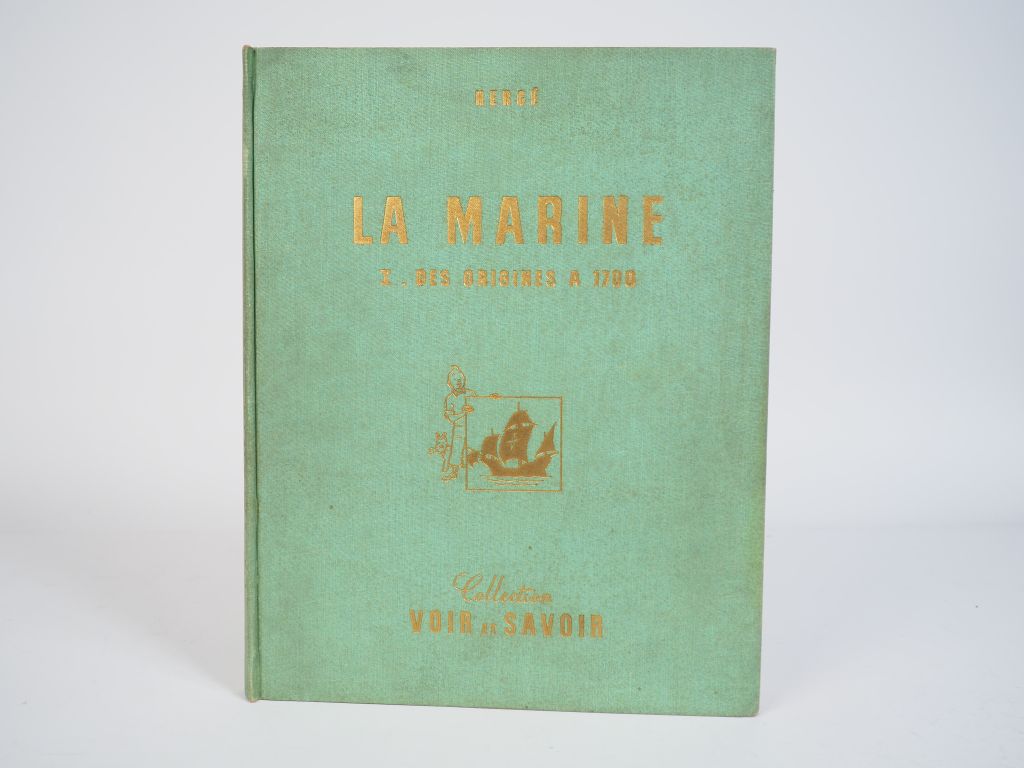 HERGÉ
LA MARINE
I. DES ORIGINES A 1700
Collection
VOIR ET SAVOIR